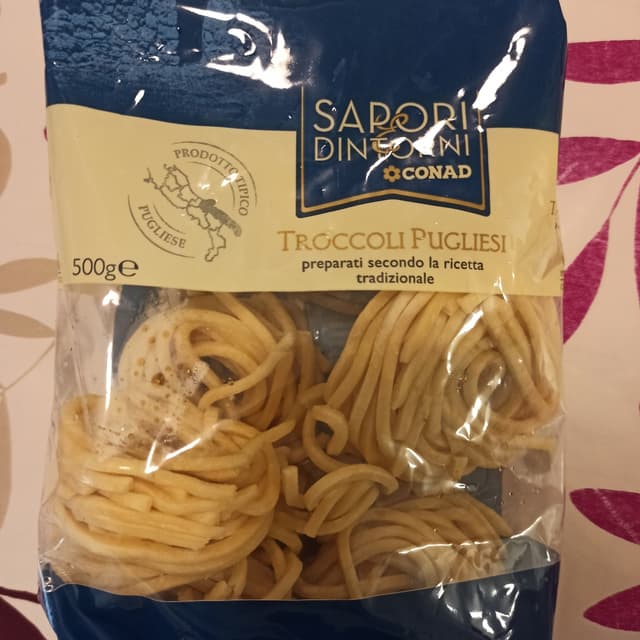 SAPORI
& DINTORNI
CONAD
PRODOTTO TIPICO
PUGLIESE
TROCCOLI PUGLIESI
500g℮
preparati secondo la ricetta
tradizionale